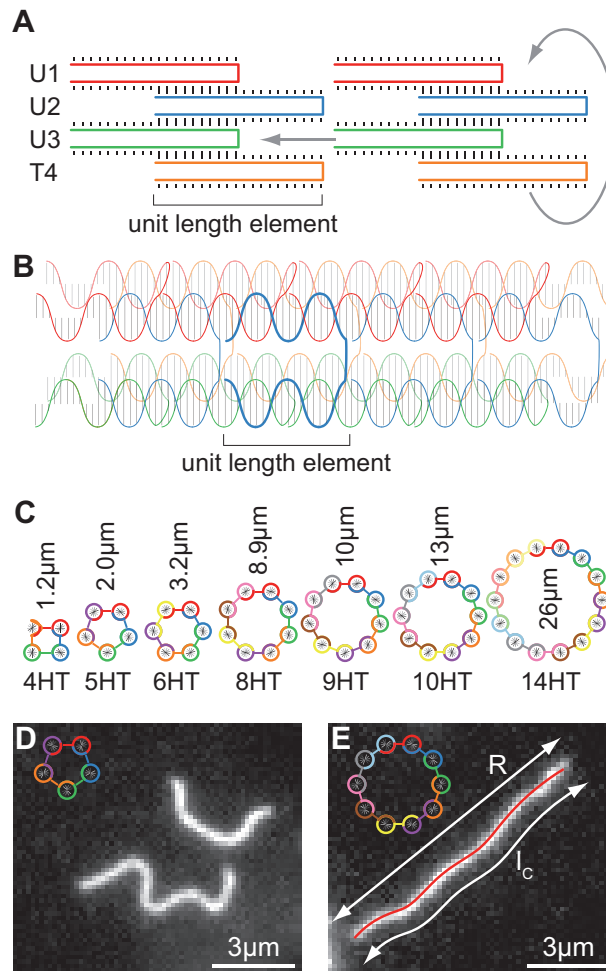 A
U1
U2
U3
T4
unit length element
B
unit length element
C
1.2µm
2.0µm
3.2µm
8.9µm
10µm
13µm
26µm
4HT
5HT
6HT
8HT
9HT
10HT
14HT
D
3µm
E
R
lC
3µm